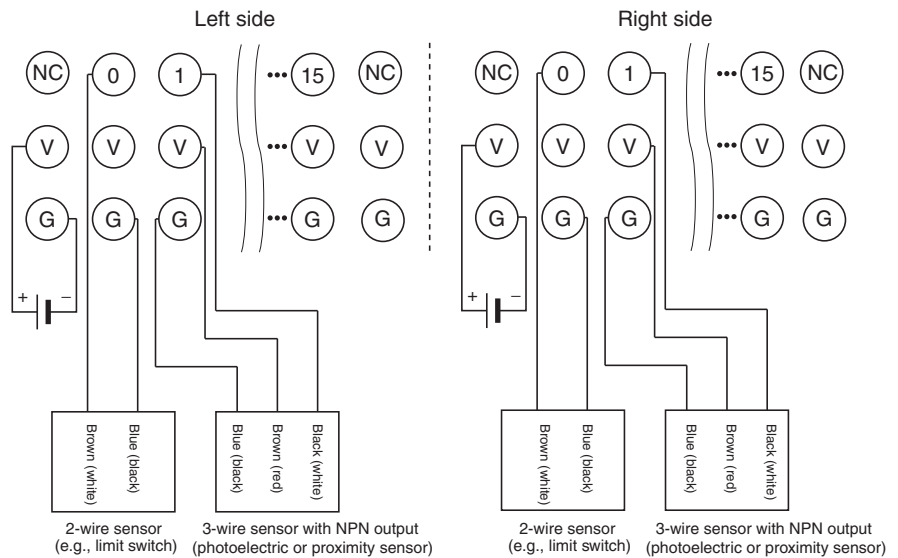 Left side
Right side
NC 0 1 ••• 15 NC
NC 0 1 ••• 15 NC
V V V ••• V V
V V V ••• V V
G G G ••• G G
G G G ••• G G
+ −
+ −
Brown (white)
Blue (black)
Blue (black)
Brown (red)
Black (white)
Brown (white)
Blue (black)
Blue (black)
Brown (red)
Black (white)
2-wire sensor
(e.g., limit switch)
3-wire sensor with NPN output
(photoelectric or proximity sensor)
2-wire sensor
(e.g., limit switch)
3-wire sensor with NPN output
(photoelectric or proximity sensor)